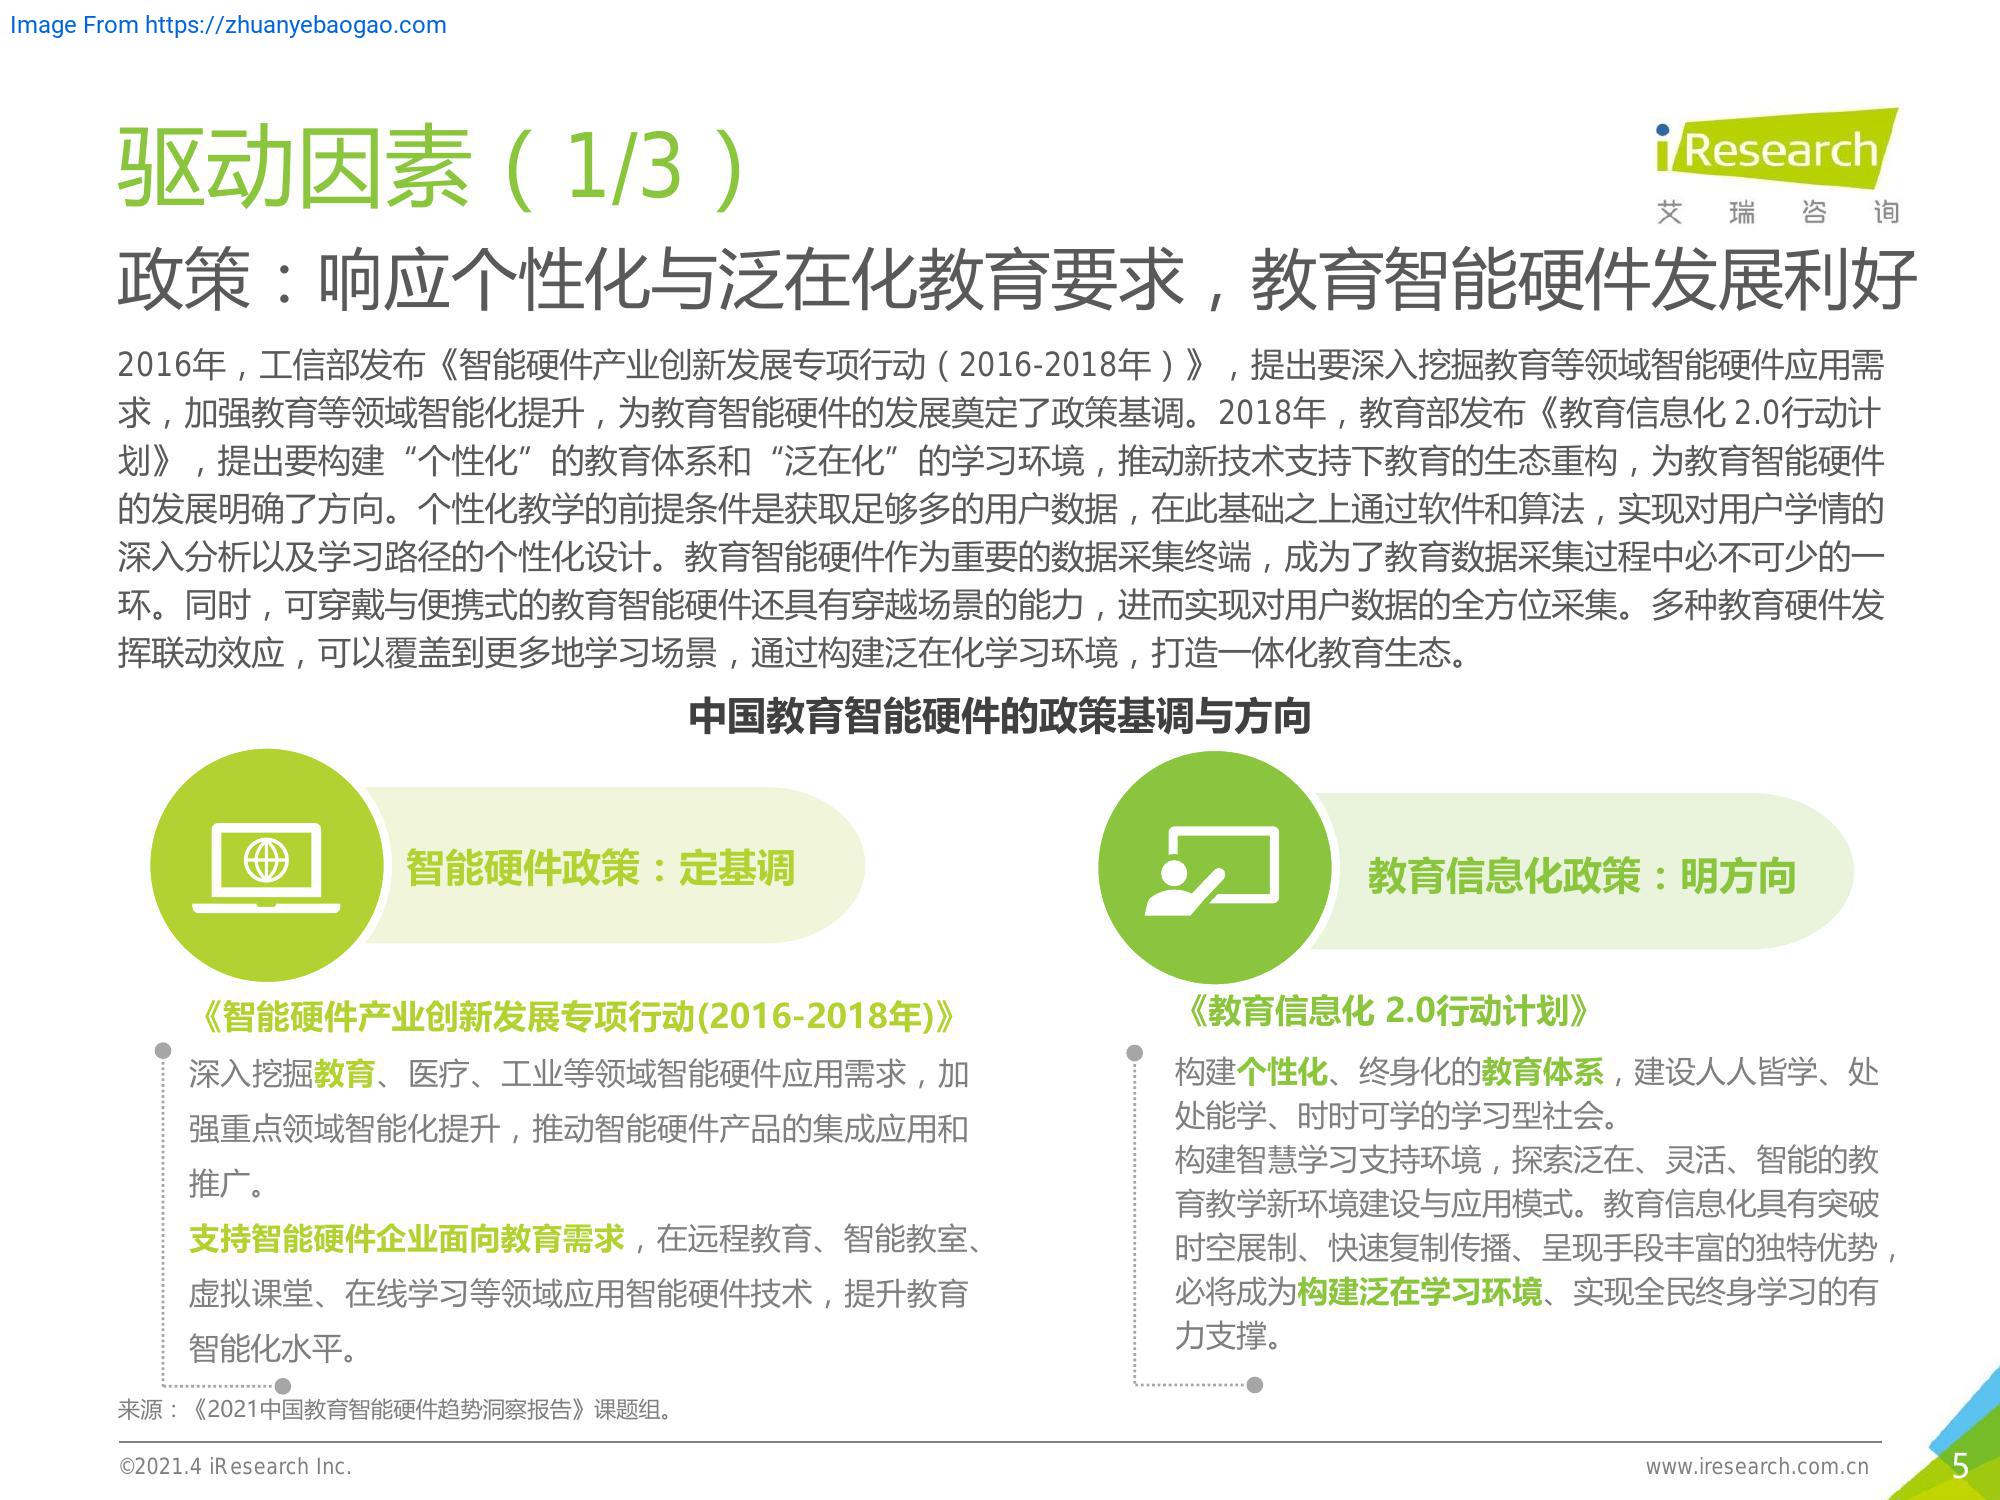 Image From https://zhuanyebaogao.com
驱动因素（1/3）
iResearch
艾瑞咨询
政策：响应个性化与泛在化教育要求，教育智能硬件发展利好
2016年，工信部发布《智能硬件产业创新发展专项行动（2016-2018年）》，提出要深入挖掘教育等领域智能硬件应用需
求，加强教育等领域智能化提升，为教育智能硬件的发展奠定了政策基调。2018年，教育部发布《教育信息化 2.0行动计
划》，提出要构建“个性化”的教育体系和“泛在化”的学习环境，推动新技术支持下教育的生态重构，为教育智能硬件
的发展明确了方向。个性化教学的前提条件是获取足够多的用户数据，在此基础之上通过软件和算法，实现对用户学情的
深入分析以及学习路径的个性化设计。教育智能硬件作为重要的数据采集终端，成为了教育数据采集过程中必不可少的一
环。同时，可穿戴与便携式的教育智能硬件还具有穿越场景的能力，进而实现对用户数据的全方位采集。多种教育硬件发
挥联动效应，可以覆盖到更多地学习场景，通过构建泛在化学习环境，打造一体化教育生态。
中国教育智能硬件的政策基调与方向
智能硬件政策：定基调
《智能硬件产业创新发展专项行动(2016-2018年)》
深入挖掘教育、医疗、工业等领域智能硬件应用需求，加
强重点领域智能化提升，推动智能硬件产品的集成应用和
推广。
支持智能硬件企业面向教育需求，在远程教育、智能教室、
虚拟课堂、在线学习等领域应用智能硬件技术，提升教育
智能化水平。
教育信息化政策：明方向
《教育信息化 2.0行动计划》
构建个性化、终身化的教育体系，建设人人皆学、处
处能学、时时可学的学习型社会。
构建智慧学习支持环境，探索泛在、灵活、智能的教
育教学新环境建设与应用模式。教育信息化具有突破
时空展制、快速复制传播、呈现手段丰富的独特优势，
必将成为构建泛在学习环境、实现全民终身学习的有
力支撑。
来源：《2021中国教育智能硬件趋势洞察报告》课题组。
©2021.4 iResearch Inc.
www.iresearch.com.cn
5